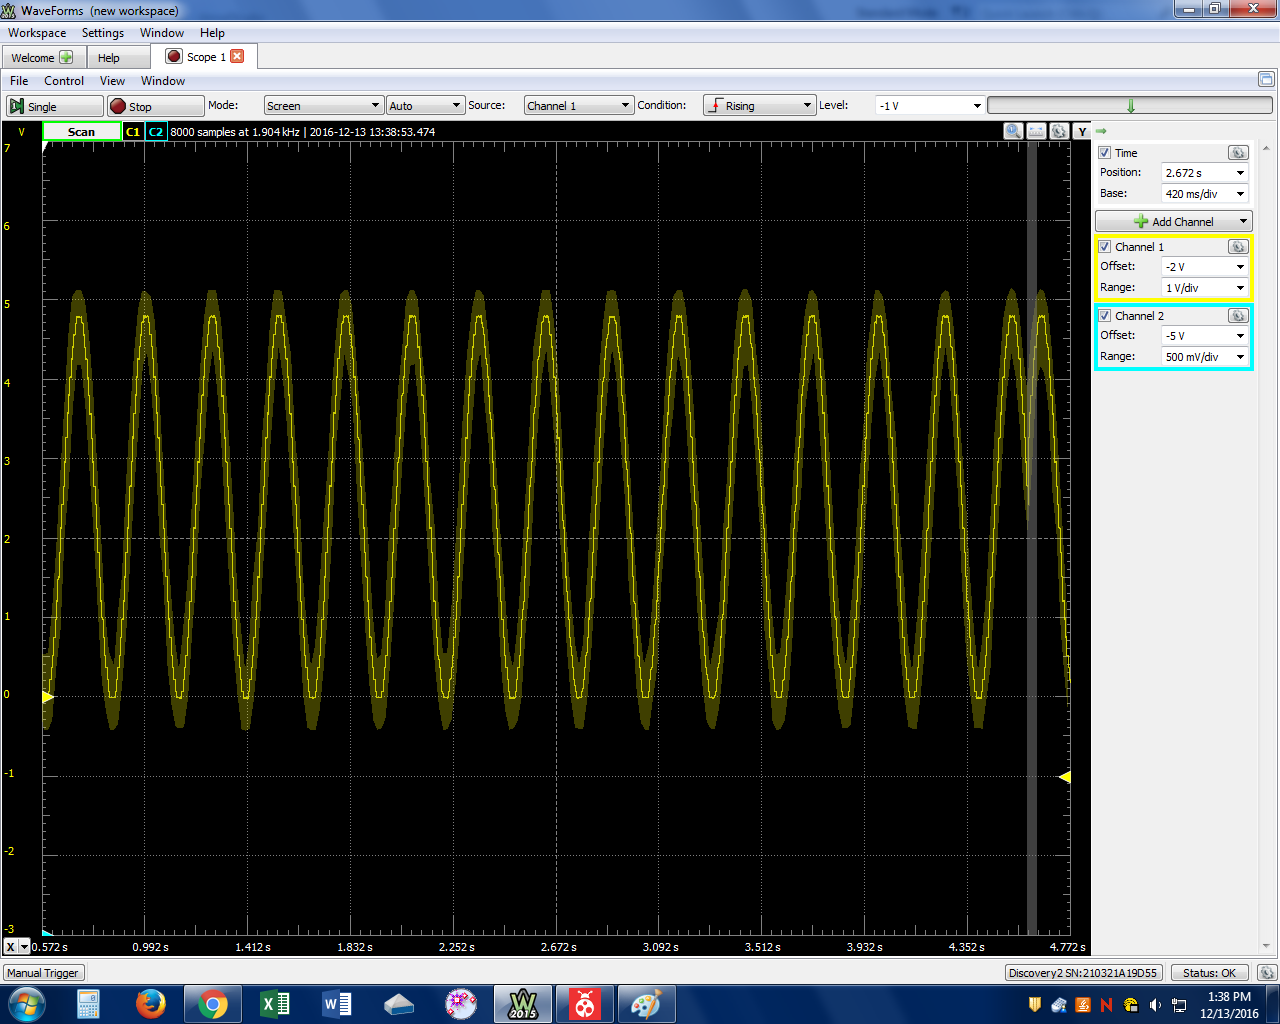 WaveForms (new workspace)
Workspace Settings Window Help
Welcome Help Scope 1
File Control View Window
Single Stop Mode: Screen Auto Source: Channel 1 Condition: Rising Level: -1 V
V Scan C1 C2 8000 samples at 1.904 kHz | 2016-12-13 13:38:53.474 Y
7
6
5
4
3
2
1
0
-1
-2
-3
X 0.572 s 0.992 s 1.412 s 1.832 s 2.252 s 2.672 s 3.092 s 3.512 s 3.932 s 4.352 s 4.772 s
Time
Position: 2.672 s
Base: 420 ms/div
Add Channel
Channel 1
Offset: -2 V
Range: 1 V/div
Channel 2
Offset: -5 V
Range: 500 mV/div
Manual Trigger Discovery2 SN:210321A19D55 Status: OK
W 2015 N 1:38 PM
12/13/2016